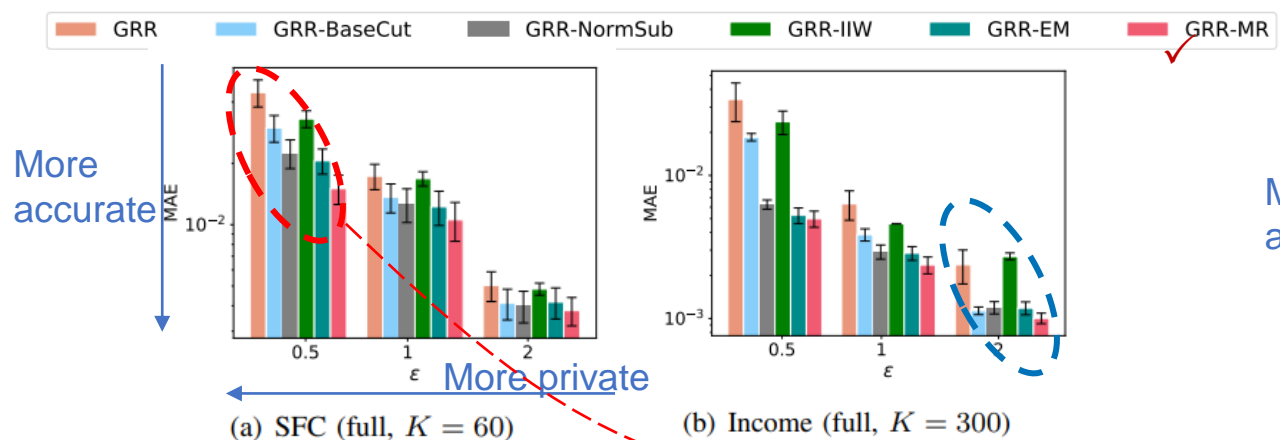 GRR GRR-BaseCut GRR-NormSub GRR-IIW GRR-EM GRR-MR
More
accurate
MAE
10⁻²
0.5 1 2
ε
More private
(a) SFC (full, K = 60)
MAE
10⁻²
10⁻³
0.5 1 2
ε
(b) Income (full, K = 300)